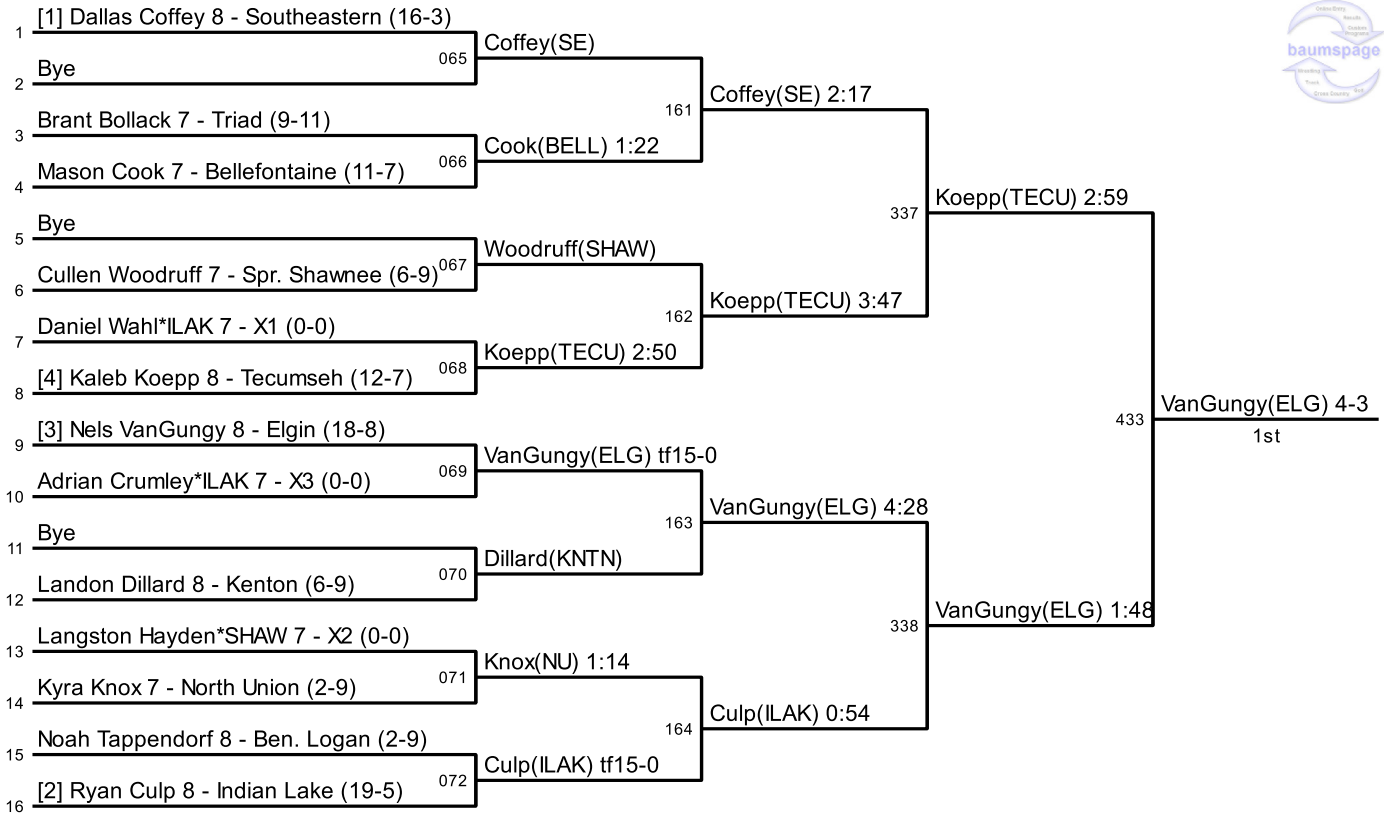 [1] Dallas Coffey 8 - Southeastern (16-3)
1
Bye
2
065
Coffey(SE)
Brant Bollack 7 - Triad (9-11)
3
Mason Cook 7 - Bellefontaine (11-7)
4
066
Cook(BELL) 1:22
161
Coffey(SE) 2:17
Bye
5
Cullen Woodruff 7 - Spr. Shawnee (6-9)
6
067
Woodruff(SHAW)
Daniel Wahl*ILAK 7 - X1 (0-0)
7
[4] Kaleb Koepp 8 - Tecumseh (12-7)
8
068
Koepp(TECU) 2:50
162
Koepp(TECU) 3:47
337
Koepp(TECU) 2:59
[3] Nels VanGungy 8 - Elgin (18-8)
9
Adrian Crumley*ILAK 7 - X3 (0-0)
10
069
VanGungy(ELG) tf15-0
Bye
11
Landon Dillard 8 - Kenton (6-9)
12
070
Dillard(KNTN)
163
VanGungy(ELG) 4:28
Langston Hayden*SHAW 7 - X2 (0-0)
13
Kyra Knox 7 - North Union (2-9)
14
071
Knox(NU) 1:14
Noah Tappendorf 8 - Ben. Logan (2-9)
15
[2] Ryan Culp 8 - Indian Lake (19-5)
16
072
Culp(ILAK) tf15-0
164
Culp(ILAK) 0:54
338
VanGungy(ELG) 1:48
433
VanGungy(ELG) 4-3
1st
baumspage